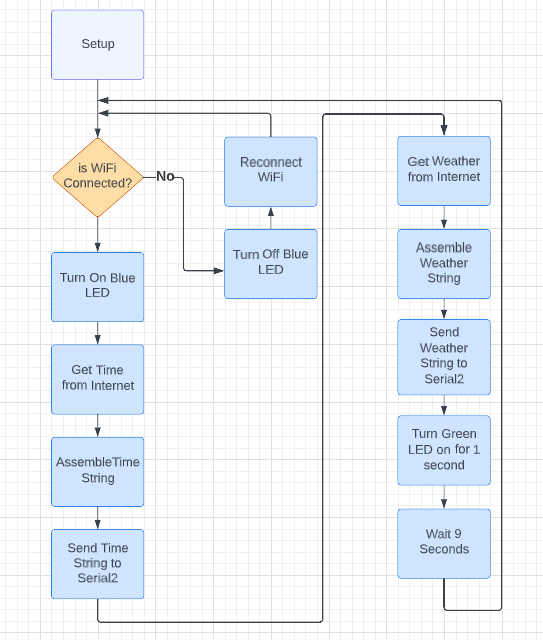 Setup
is WiFi
Connected?
No
Turn On Blue
LED
Get Time
from Internet
AssembleTime
String
Send Time
String to
Serial2
Reconnect
WiFi
Turn Off Blue
LED
Get Weather
from Internet
Assemble
Weather
String
Send
Weather
String to
Serial2
Turn Green
LED on for 1
second
Wait 9
Seconds